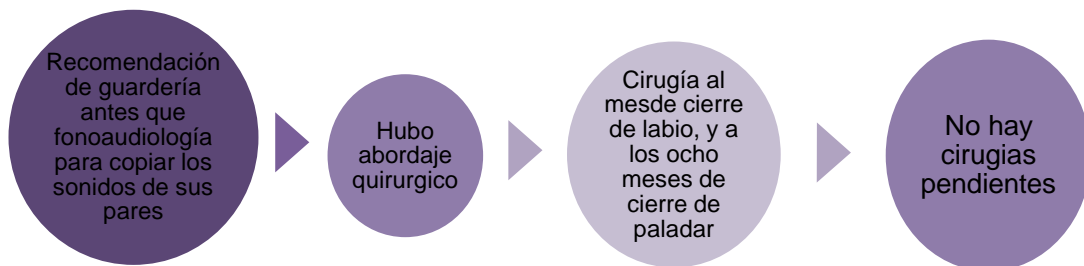 Recomendación
de guardería
antes que
fonoaudiología
para copiar los
sonidos de sus
pares
Hubo
abordaje
quirurgico
Cirugía al
mesde cierre
de labio, y a
los ocho
meses de
cierre de
paladar
No hay
cirugias
pendientes